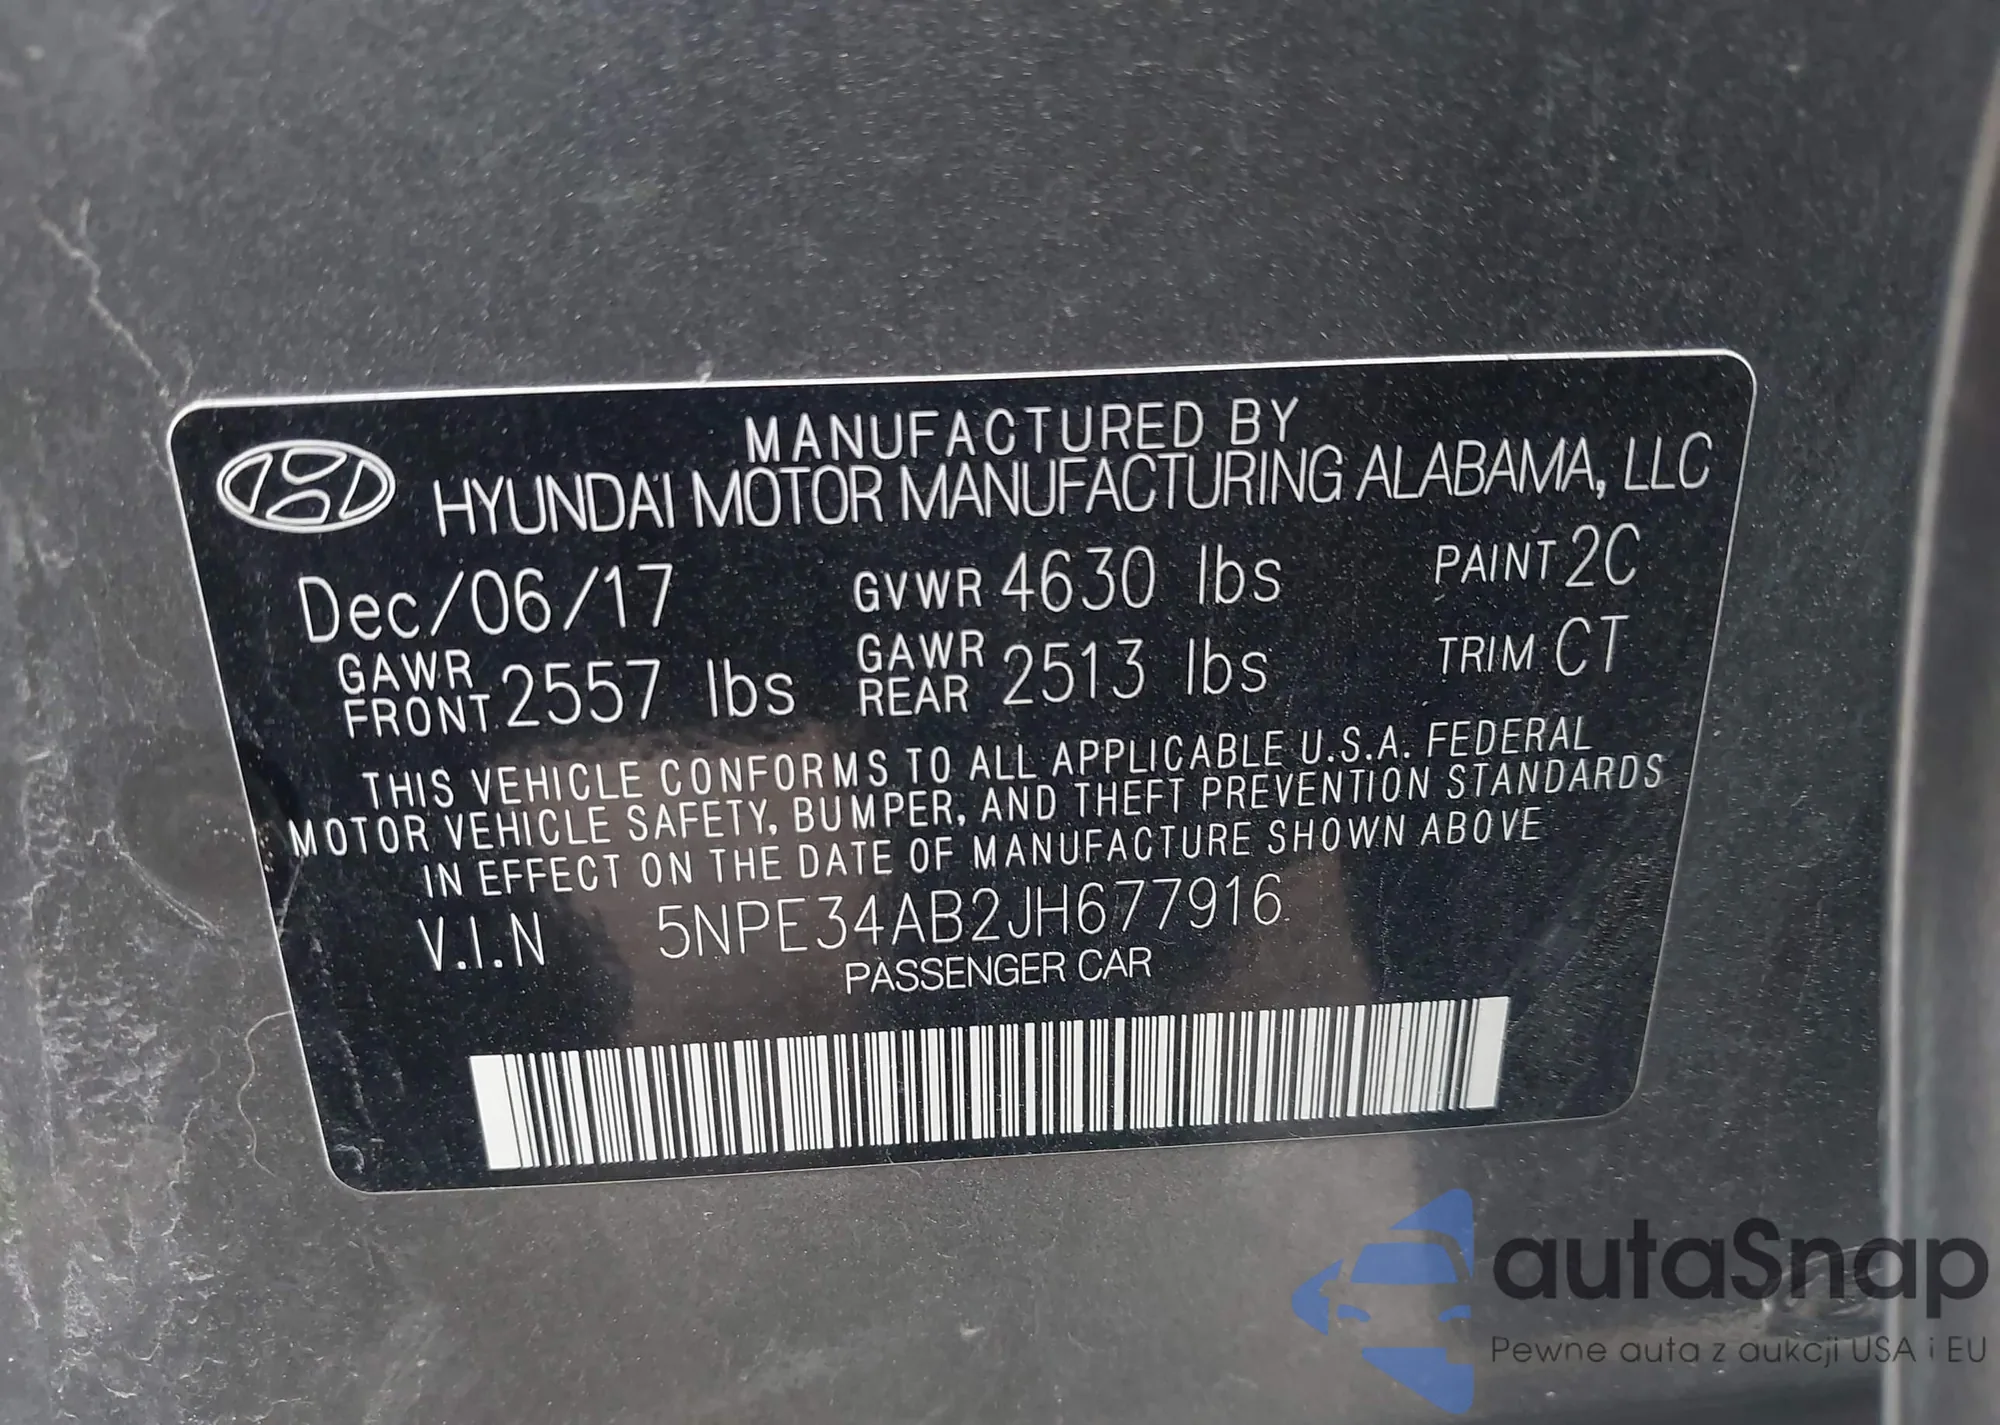 MANUFACTURED BY
HYUNDAI MOTOR MANUFACTURING ALABAMA, LLC
Dec/06/17 GVWR 4630 lbs PAINT 2C
GAWR FRONT 2557 lbs GAWR REAR 2513 lbs TRIM CT
THIS VEHICLE CONFORMS TO ALL APPLICABLE U.S.A. FEDERAL
MOTOR VEHICLE SAFETY, BUMPER, AND THEFT PREVENTION STANDARDS
IN EFFECT ON THE DATE OF MANUFACTURE SHOWN ABOVE
V.I.N 5NPE34AB2JH677916
PASSENGER CAR
autaSnap
Pewne auta z aukcji USA i EU